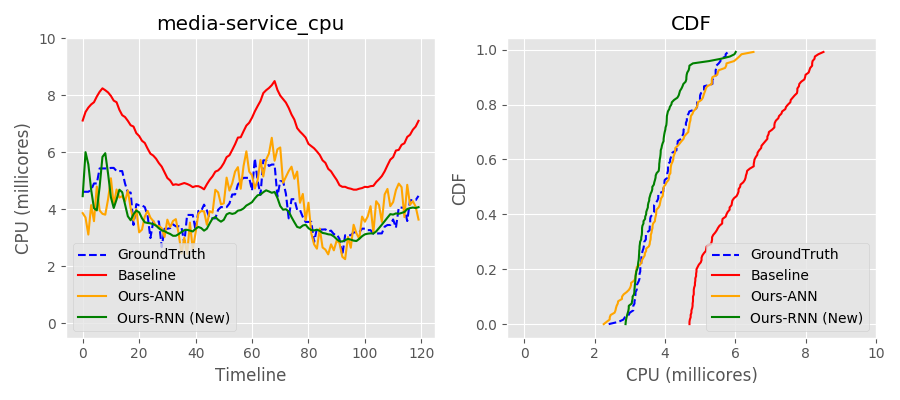 media-service_cpu
CPU (millicores)
10
8
6
4
2
0
GroundTruth
Baseline
Ours-ANN
Ours-RNN (New)
0 20 40 60 80 100 120
Timeline
CDF
CDF
1.0
0.8
0.6
0.4
0.2
0.0
GroundTruth
Baseline
Ours-ANN
Ours-RNN (New)
0 2 4 6 8 10
CPU (millicores)